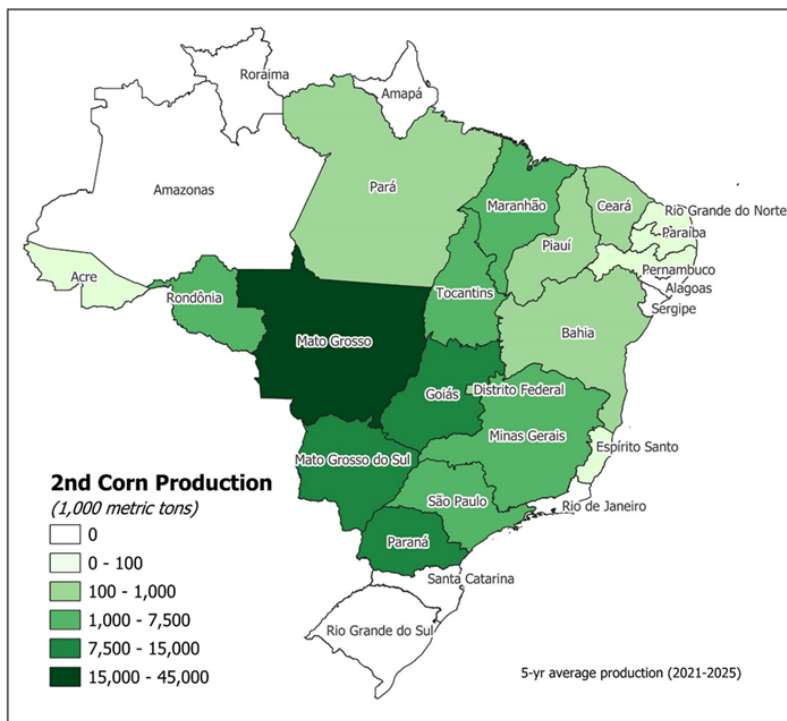 Roraima
Amapá
Amazonas
Pará
Maranhão
Ceará
Rio Grande do Norte
Paraíba
Piauí
Pernambuco
Acre
Alagoas
Rondônia
Tocantins
Sergipe
Bahia
Mato Grosso
Goiás
Distrito Federal
Minas Gerais
Espírito Santo
Mato Grosso do Sul
São Paulo
Rio de Janeiro
Paraná
Santa Catarina
Rio Grande do Sul
2nd Corn Production
(1,000 metric tons)
0
0 - 100
100 - 1,000
1,000 - 7,500
7,500 - 15,000
15,000 - 45,000
5-yr average production (2021-2025)